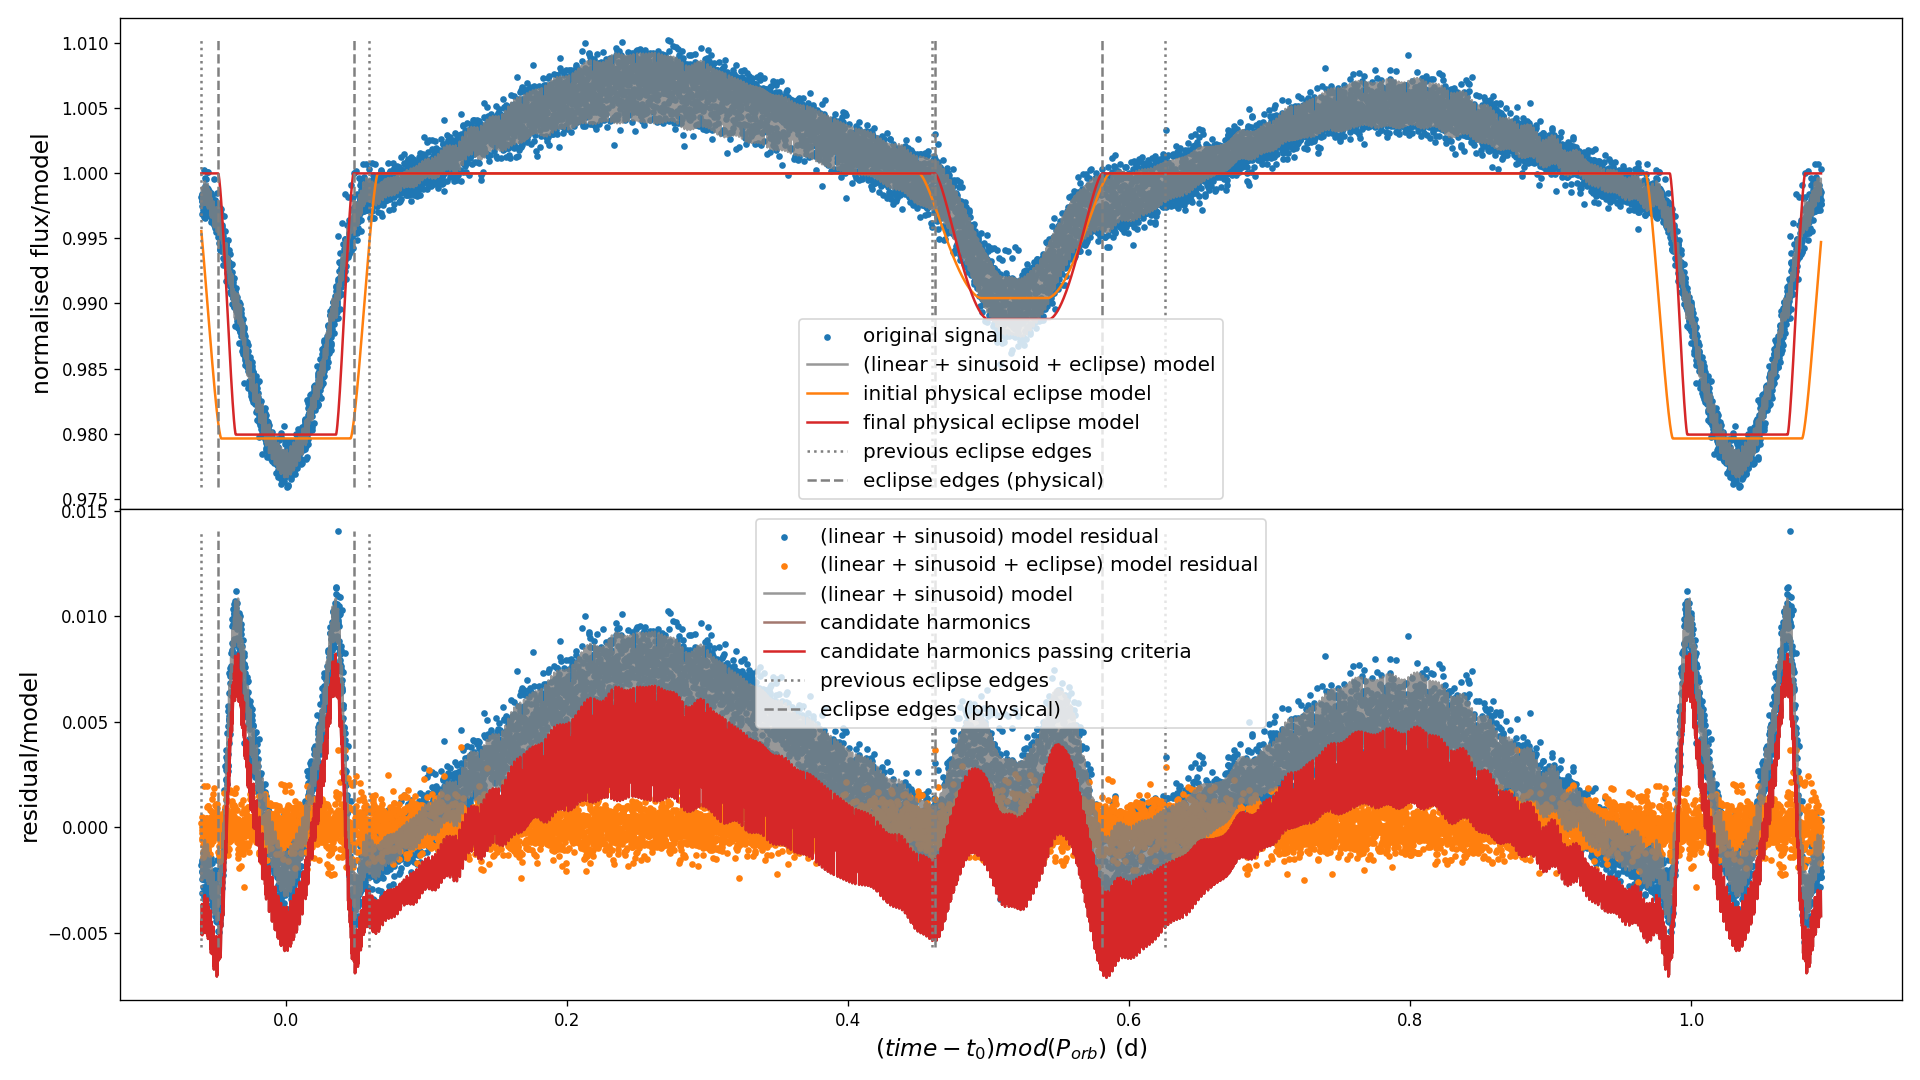 normalised flux/model
1.010
1.005
1.000
0.995
0.990
0.985
0.980
0.975
original signal
(linear + sinusoid + eclipse) model
initial physical eclipse model
final physical eclipse model
previous eclipse edges
eclipse edges (physical)
residual/model
0.015
0.010
0.005
0.000
−0.005
(linear + sinusoid) model residual
(linear + sinusoid + eclipse) model residual
(linear + sinusoid) model
candidate harmonics
candidate harmonics passing criteria
previous eclipse edges
eclipse edges (physical)
0.0 0.2 0.4 0.6 0.8 1.0
(time − t₀)mod(P_orb) (d)